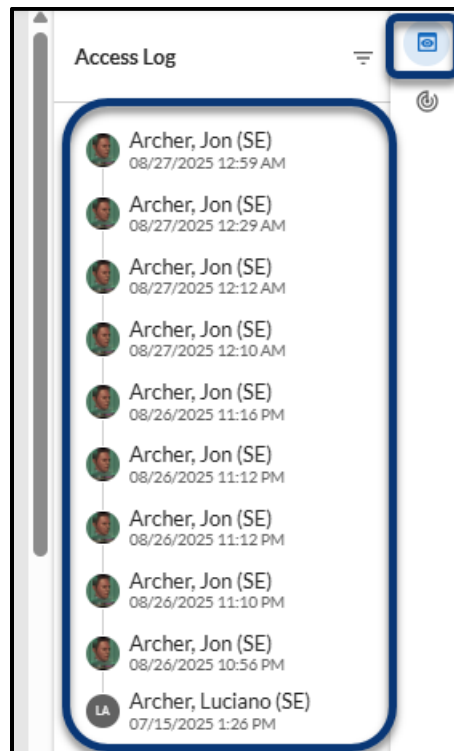 Access Log
Archer, Jon (SE)
08/27/2025 12:59 AM
Archer, Jon (SE)
08/27/2025 12:29 AM
Archer, Jon (SE)
08/27/2025 12:12 AM
Archer, Jon (SE)
08/27/2025 12:10 AM
Archer, Jon (SE)
08/26/2025 11:16 PM
Archer, Jon (SE)
08/26/2025 11:12 PM
Archer, Jon (SE)
08/26/2025 11:12 PM
Archer, Jon (SE)
08/26/2025 11:10 PM
Archer, Jon (SE)
08/26/2025 10:56 PM
LA
Archer, Luciano (SE)
07/15/2025 1:26 PM